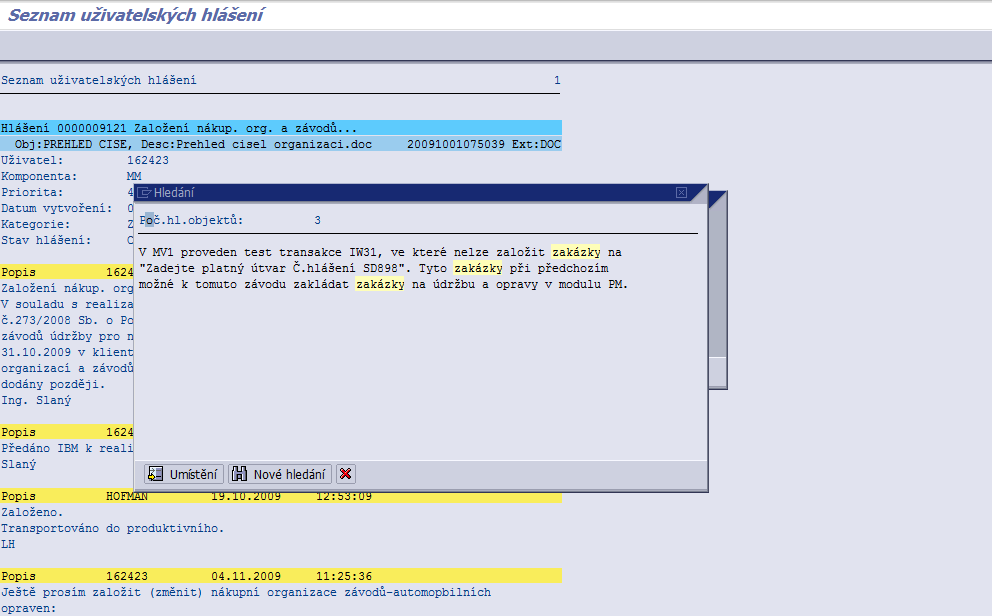 Seznam uživatelských hlášení
Seznam uživatelských hlášení 1
Hlášení 0000009121 Založení nákup. org. a závodů...
Obj:PREHLED CISE, Desc:Prehled cisel organizaci.doc 20091001075039 Ext:DOC
Uživatel: 162423
Komponenta: MM
Priorita: 4
Datum vytvoření: 0
Kategorie: Z
Stav hlášení: C
Popis 1624
Založení nákup. org
V souladu s realiza
č.273/2008 Sb. o Po
závodů údržby pro n
31.10.2009 v klient
organizací a závodů
dodány později.
Ing. Slaný
Popis 1624
Předáno IBM k reali
Slaný
Popis HOFMAN 19.10.2009 12:53:09
Založeno.
Transportováno do produktivního.
LH
Popis 162423 04.11.2009 11:25:36
Ještě prosím založit (změnit) nákupní organizace závodů-automopbilních
opraven:
Hledání
Poč.hl.objektů: 3
V MV1 proveden test transakce IW31, ve které nelze založit zakázky na
"Zadejte platný útvar Č.hlášení SD898". Tyto zakázky při předchozím
možné k tomuto závodu zakládat zakázky na údržbu a opravy v modulu PM.
Umístění Nové hledání